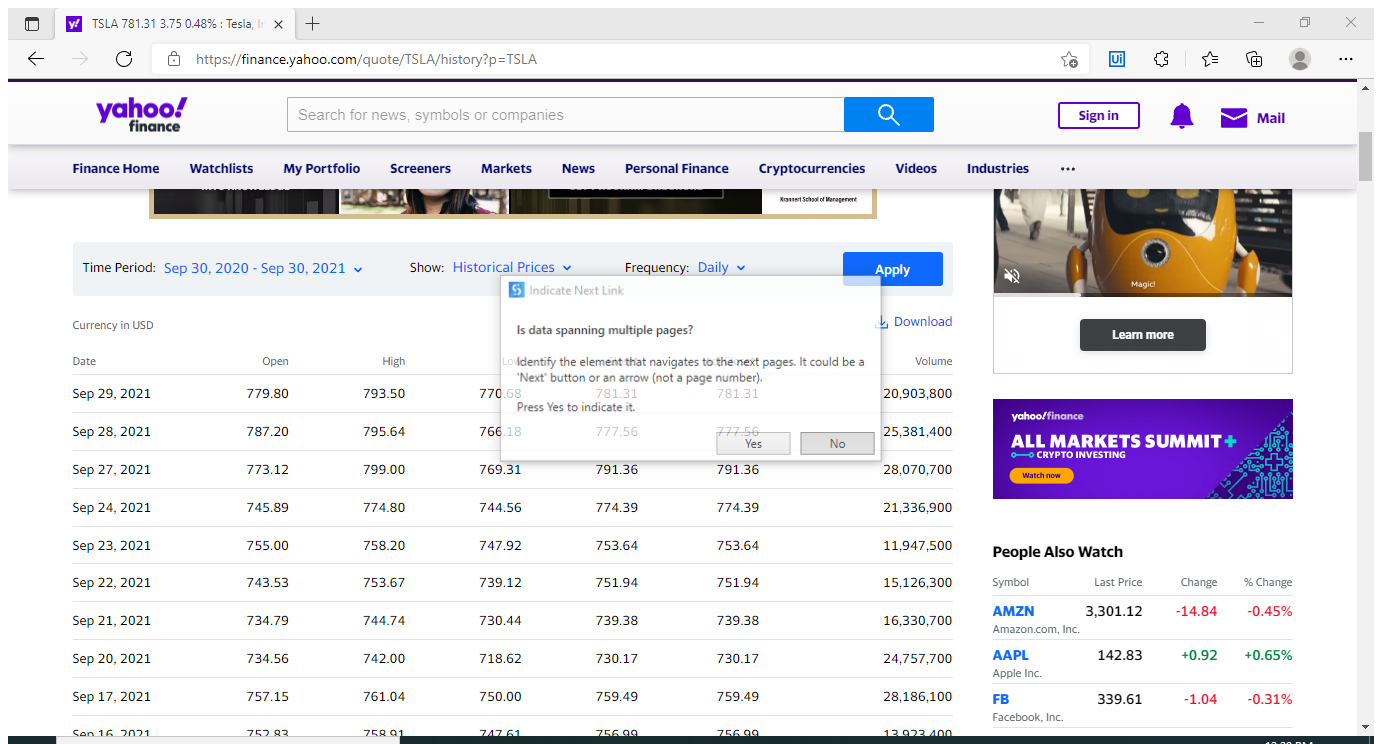 TSLA 781.31 3.75 0.48% : Tesla, I
https://finance.yahoo.com/quote/TSLA/history?p=TSLA
Ui
yahoo!
finance
Search for news, symbols or companies
Sign in
Mail
Finance Home Watchlists My Portfolio Screeners Markets News Personal Finance Cryptocurrencies Videos Industries ...
Krannert School of Management
Time Period: Sep 30, 2020 - Sep 30, 2021
Show: Historical Prices
Frequency: Daily
Apply
Currency in USD
Download
Indicate Next Link
Is data spanning multiple pages?
Identify the element that navigates to the next pages. It could be a
'Next' button or an arrow (not a page number).
Press Yes to indicate it.
Yes No
Date Open High Volume
Sep 29, 2021 779.80 793.50 770.68 781.31 781.31 20,903,800
Sep 28, 2021 787.20 795.64 766.18 777.56 777.56 25,381,400
Sep 27, 2021 773.12 799.00 769.31 791.36 791.36 28,070,700
Sep 24, 2021 745.89 774.80 744.56 774.39 774.39 21,336,900
Sep 23, 2021 755.00 758.20 747.92 753.64 753.64 11,947,500
Sep 22, 2021 743.53 753.67 739.12 751.94 751.94 15,126,300
Sep 21, 2021 734.79 744.74 730.44 739.38 739.38 16,330,700
Sep 20, 2021 734.56 742.00 718.62 730.17 730.17 24,757,700
Sep 17, 2021 757.15 761.04 750.00 759.49 759.49 28,186,100
Sep 16, 2021 752.83 758.91 747.61 756.99 756.99 13,923,400
Magic!
Learn more
yahoo!finance
ALL MARKETS SUMMIT+
CRYPTO INVESTING
Watch now
People Also Watch
Symbol Last Price Change % Change
AMZN 3,301.12 -14.84 -0.45%
Amazon.com, Inc.
AAPL 142.83 +0.92 +0.65%
Apple Inc.
FB 339.61 -1.04 -0.31%
Facebook, Inc.